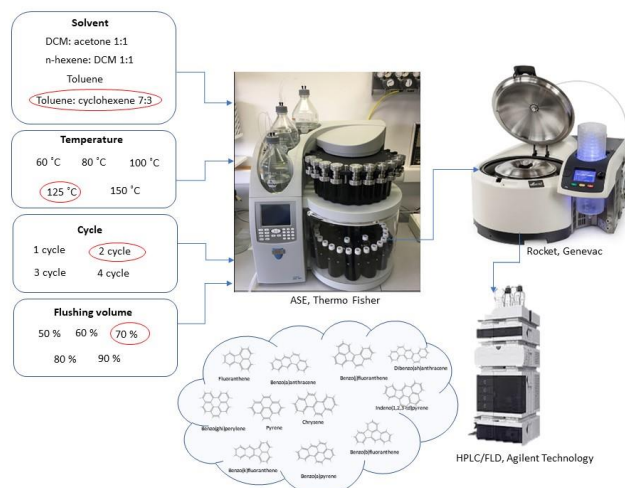 Solvent
DCM: acetone 1:1
n-hexene: DCM 1:1
Toluene
Toluene: cyclohexene 7:3
Temperature
60 ˚C 80 ˚C 100 ˚C
125 ˚C 150 ˚C
Cycle
1 cycle 2 cycle
3 cycle 4 cycle
Flushing volume
50 % 60 % 70 %
80 % 90 %
ASE, Thermo Fisher
Rocket, Genevac
HPLC/FLD, Agilent Technology
Fluoranthene
Benzo(a)anthracene
Benzo(j)fluoranthene
Dibenzo(ah)anthracene
Benzo(ghi)perylene
Pyrene
Chrysene
Indeno(1,2,3-cd)pyrene
Benzo(k)fluoranthene
Benzo(a)pyrene
Benzo(b)fluoranthene